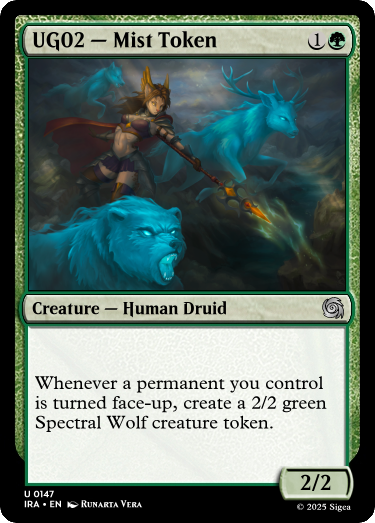 UG02 — Mist Token 1
Creature — Human Druid
Whenever a permanent you control
is turned face-up, create a 2/2 green
Spectral Wolf creature token.
2/2
U 0147
IRA • EN Runarta Vera
© 2025 Sigea